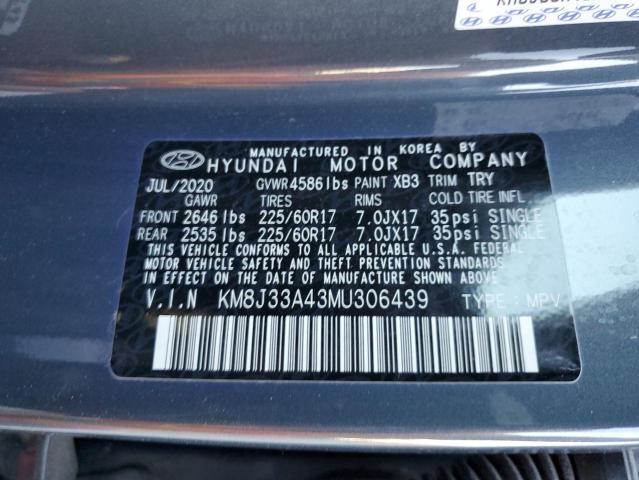 MANUFACTURED IN KOREA BY
HYUNDAI MOTOR COMPANY
JUL/2020 GVWR 4586 lbs PAINT XB3 TRIM TRY
GAWR TIRES RIMS COLD TIRE INFL
FRONT 2646 lbs 225/60R17 7.0JX17 35psi SINGLE
REAR 2535 lbs 225/60R17 7.0JX17 35psi SINGLE
THIS VEHICLE CONFORMS TO ALL APPLICABLE U.S.A. FEDERAL
MOTOR VEHICLE SAFETY AND THEFT PREVENTION STANDARDS
IN EFFECT ON THE DATE OF MANUFACTURE SHOWN ABOVE.
V.I.N KM8J33A43MU306439 TYPE : MPV